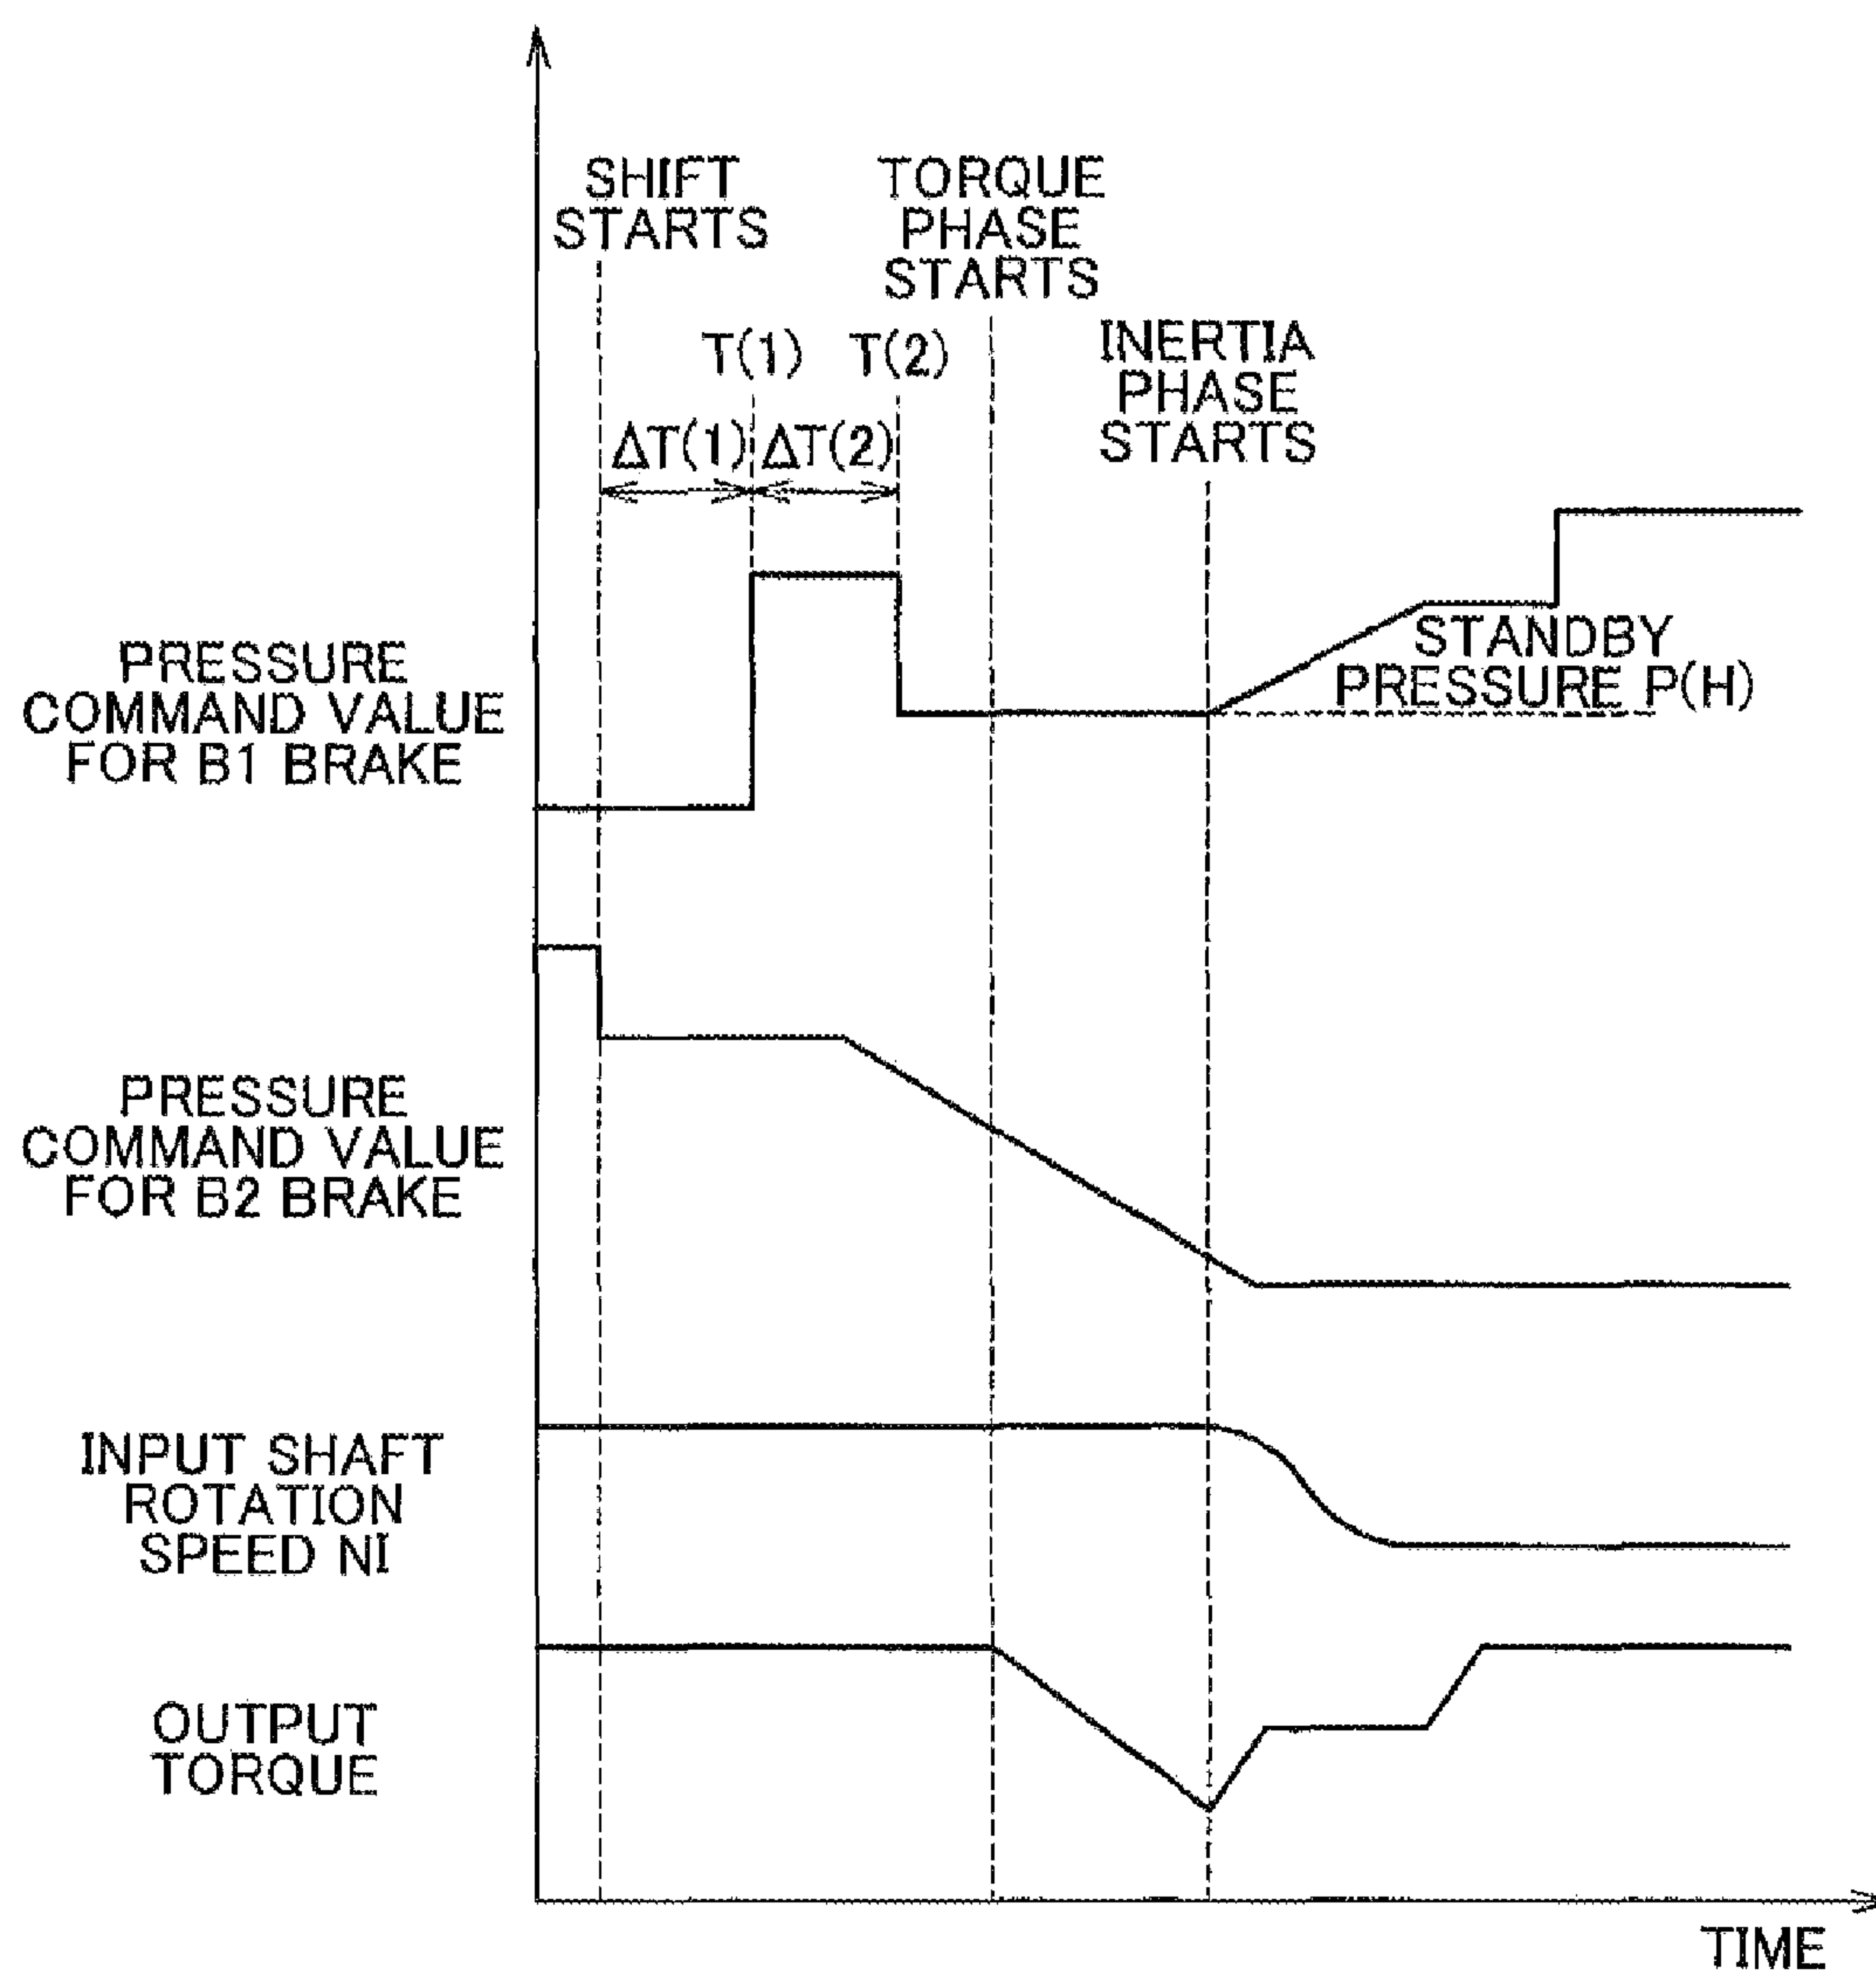 SHIFT
STARTS
TORQUE
PHASE
STARTS
T(1)
T(2)
INERTIA
PHASE
STARTS
ΔT(1)
ΔT(2)
PRESSURE
COMMAND VALUE
FOR B1 BRAKE
STANDBY
PRESSURE P(H)
PRESSURE
COMMAND VALUE
FOR B2 BRAKE
INPUT SHAFT
ROTATION
SPEED NI
OUTPUT
TORQUE
TIME